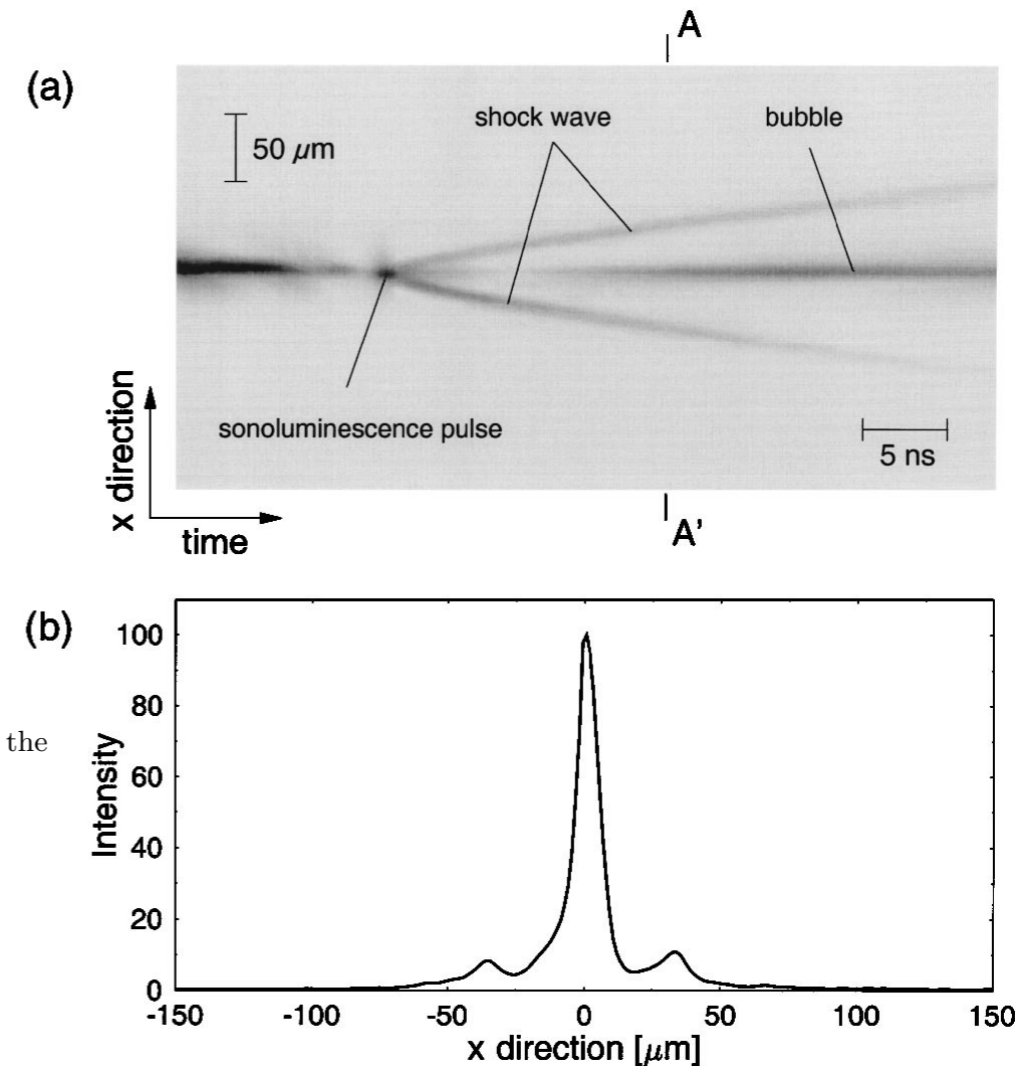 A
(a)
shock wave
bubble
50 μm
sonoluminescence pulse
5 ns
x direction
time
A'
(b)
the
Intensity
100
80
60
40
20
0
-150
-100
-50
0
50
100
150
x direction [μm]